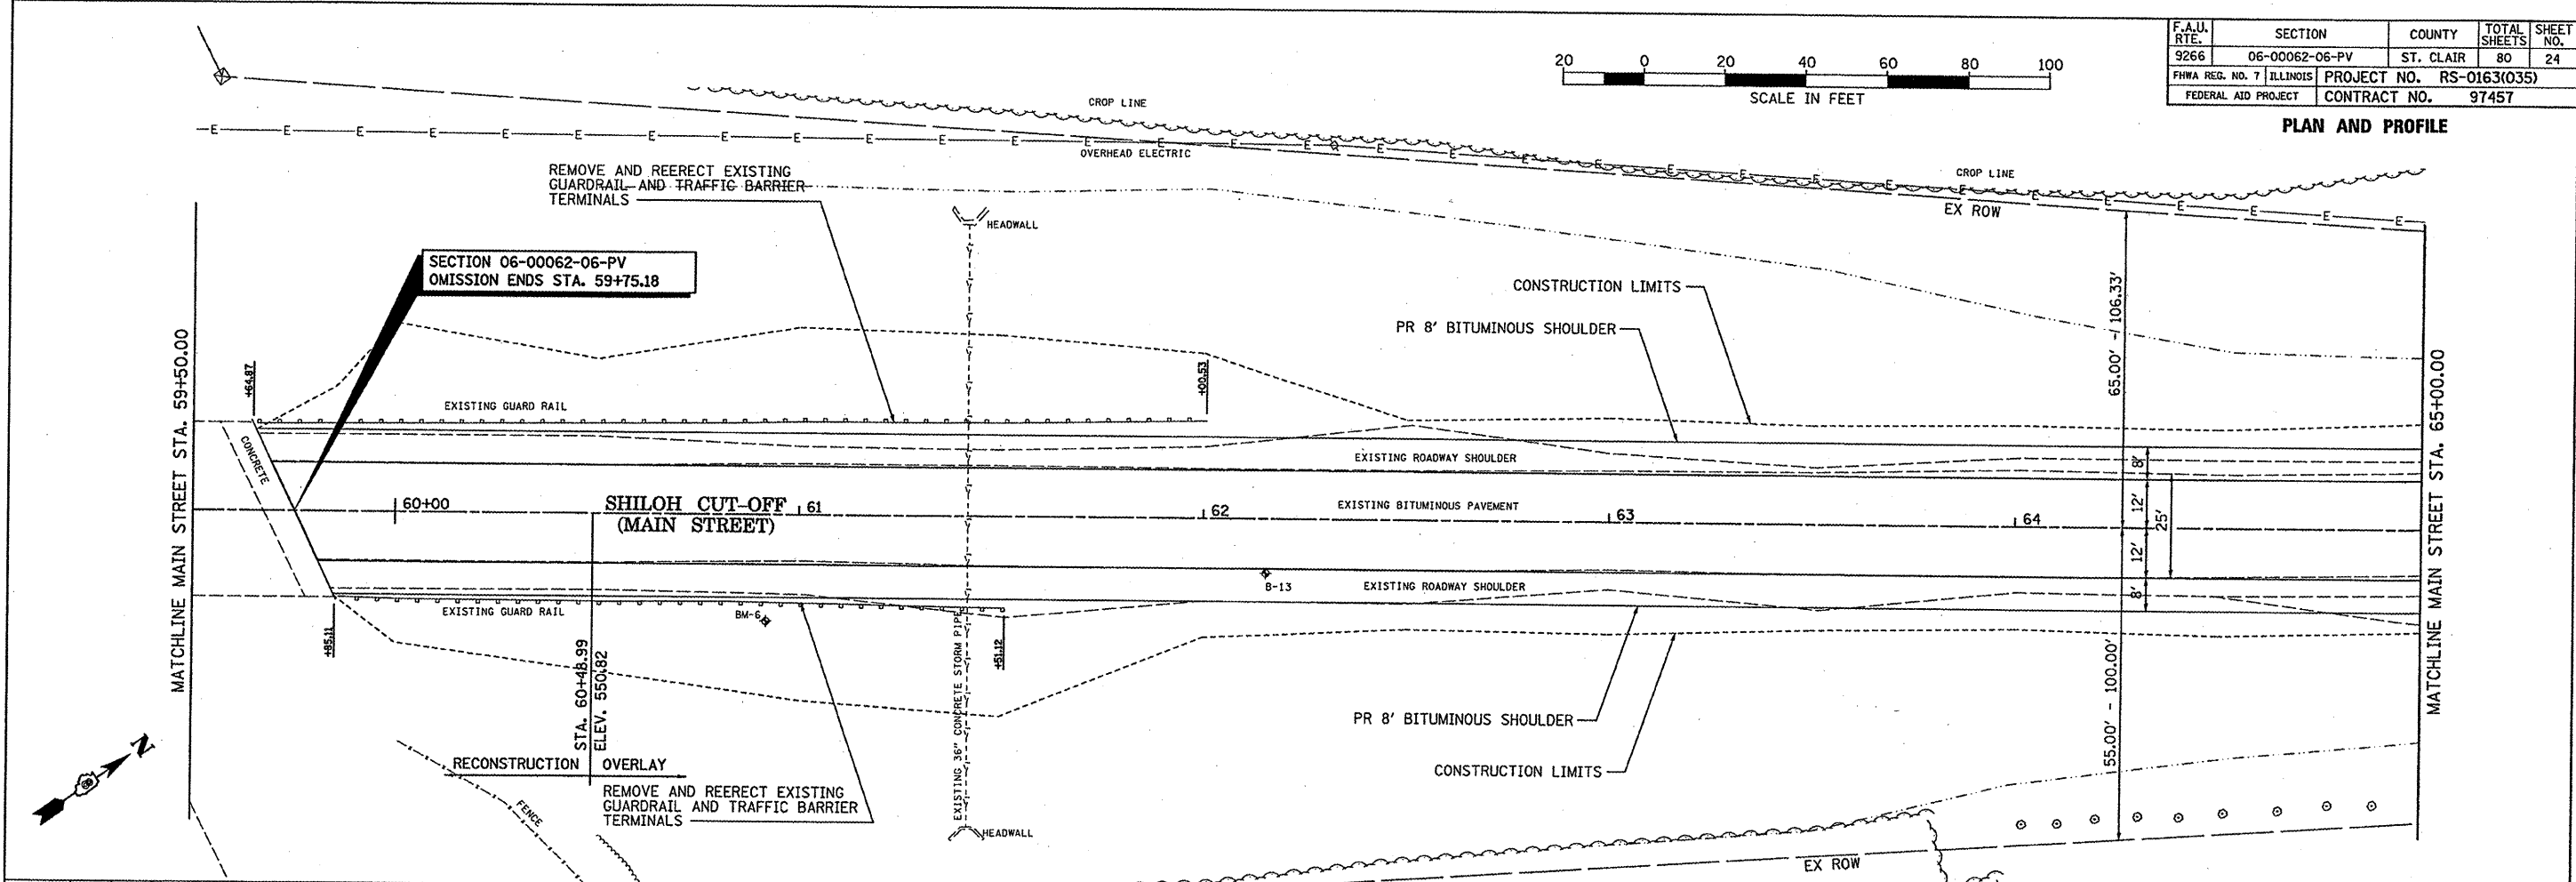 F.A.U. RTE. SECTION COUNTY TOTAL SHEETS SHEET NO.
9266 06-00062-06-PV ST. CLAIR 80 24
FHWA REG. NO. 7 ILLINOIS PROJECT NO. RS-0163(035)
FEDERAL AID PROJECT CONTRACT NO. 97457
PLAN AND PROFILE
20 0 20 40 60 80 100
SCALE IN FEET
CROP LINE
E E E E E E E E E E E E E E E E E E E E E E E E E E E E E E E
OVERHEAD ELECTRIC
CROP LINE
EX ROW
REMOVE AND REERECT EXISTING
GUARDRAIL AND TRAFFIC BARRIER
TERMINALS
HEADWALL
SECTION 06-00062-06-PV
OMISSION ENDS STA. 59+75.18
CONSTRUCTION LIMITS
PR 8' BITUMINOUS SHOULDER
65.00' - 106.33'
MATCHLINE MAIN STREET STA. 59+50.00
MATCHLINE MAIN STREET STA. 65+00.00
+64.87
+00.53
EXISTING GUARD RAIL
CONCRETE
EXISTING ROADWAY SHOULDER
8'
60+00
SHILOH CUT-OFF
(MAIN STREET)
61
62
EXISTING BITUMINOUS PAVEMENT
63
64
12'
25'
12'
B-13
EXISTING ROADWAY SHOULDER
8'
EXISTING GUARD RAIL
BM-6
+85.11
+51.12
STA. 60+48.99
ELEV. 550.82
EXISTING 36" CONCRETE STORM PIPE
55.00' - 100.00'
PR 8' BITUMINOUS SHOULDER
CONSTRUCTION LIMITS
N
RECONSTRUCTION OVERLAY
REMOVE AND REERECT EXISTING
GUARDRAIL AND TRAFFIC BARRIER
TERMINALS
FENCE
HEADWALL
EX ROW